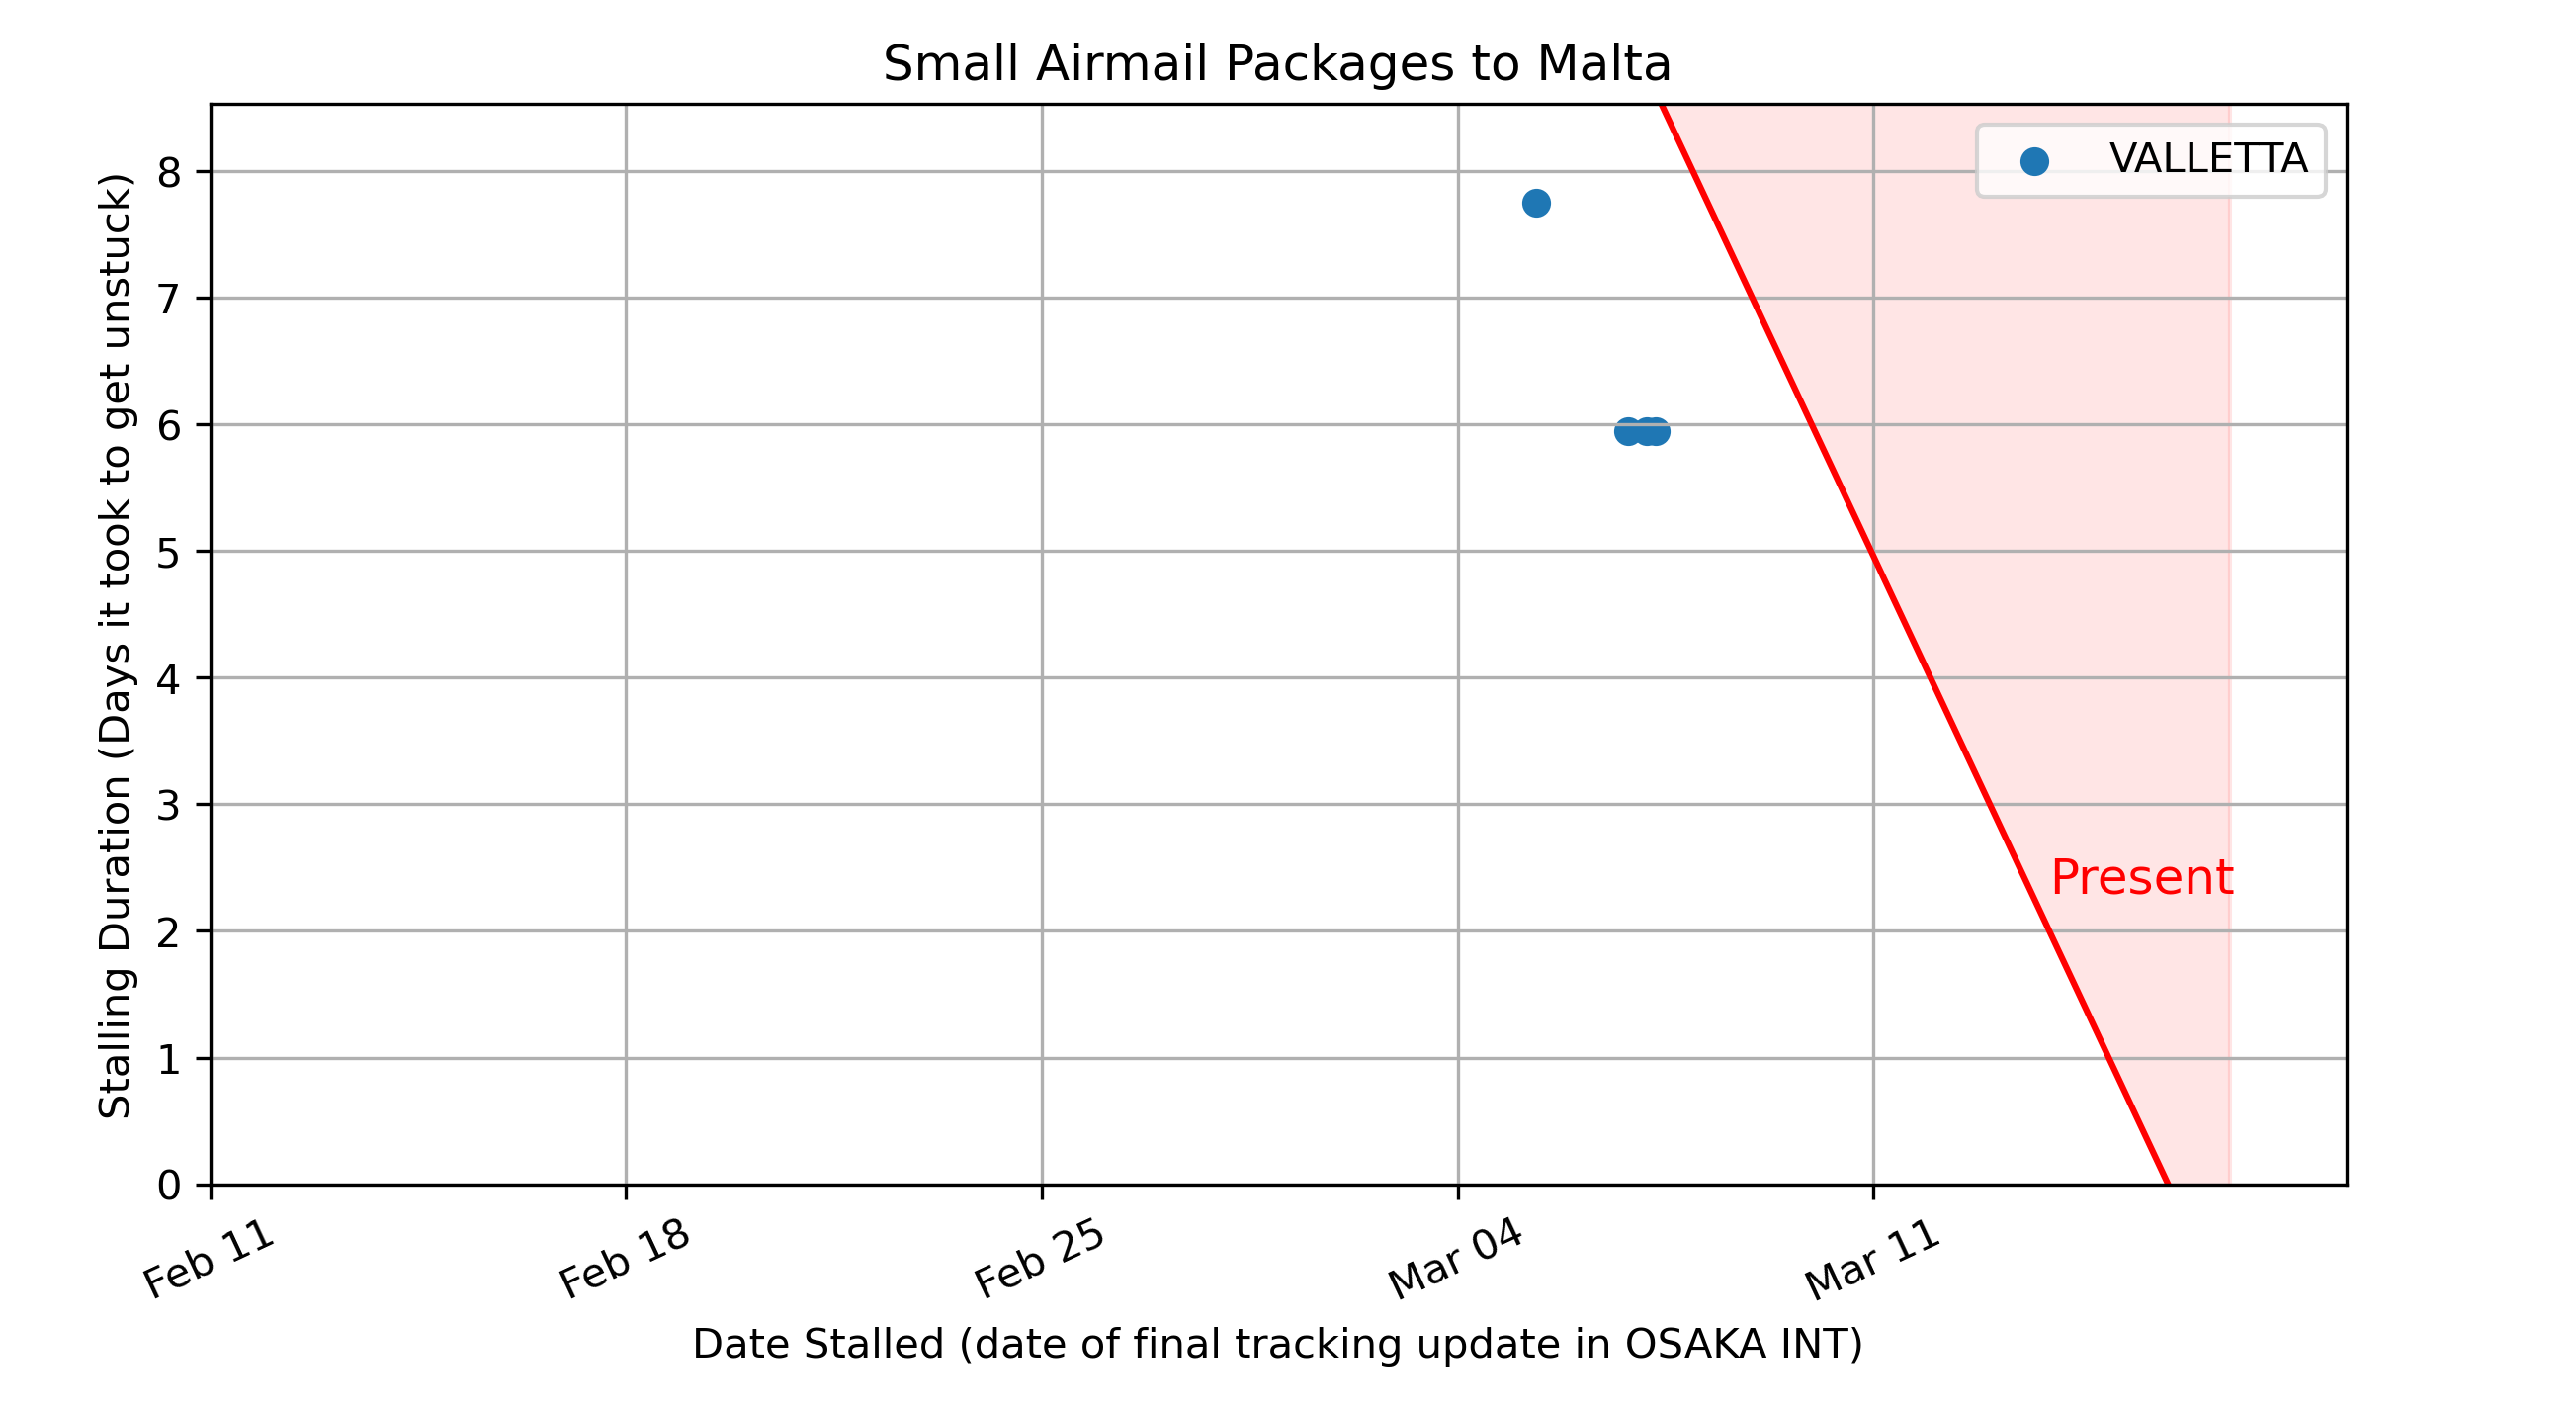 Small Airmail Packages to Malta
VALLETTA
Stalling Duration (Days it took to get unstuck)
8
7
6
5
4
3
2
1
0
Present
Feb 11
Feb 18
Feb 25
Mar 04
Mar 11
Date Stalled (date of final tracking update in OSAKA INT)